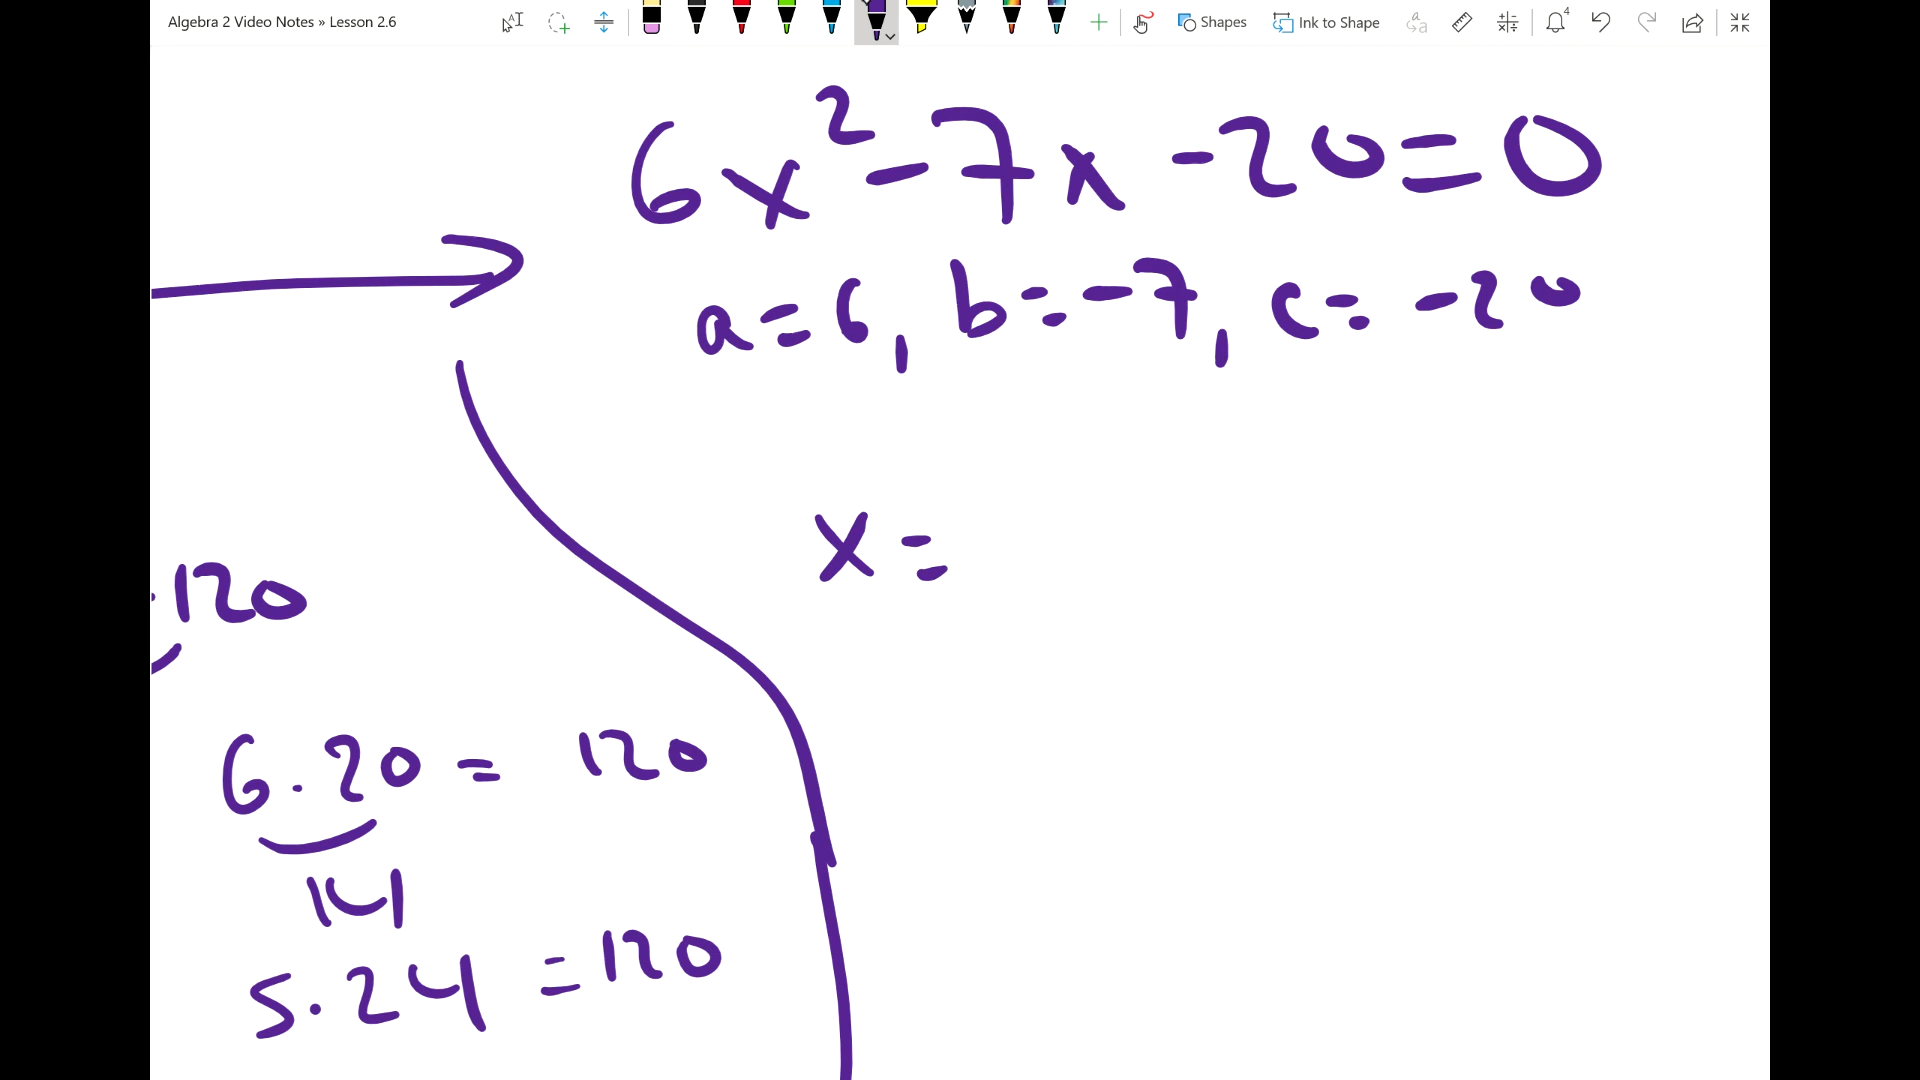 Algebra 2 Video Notes » Lesson 2.6
Shapes
Ink to Shape
4
6x² - 7x - 20 = 0
a = 6, b = -7, c = -20
x =
·120
6·20 = 120
14
5·24 = 120